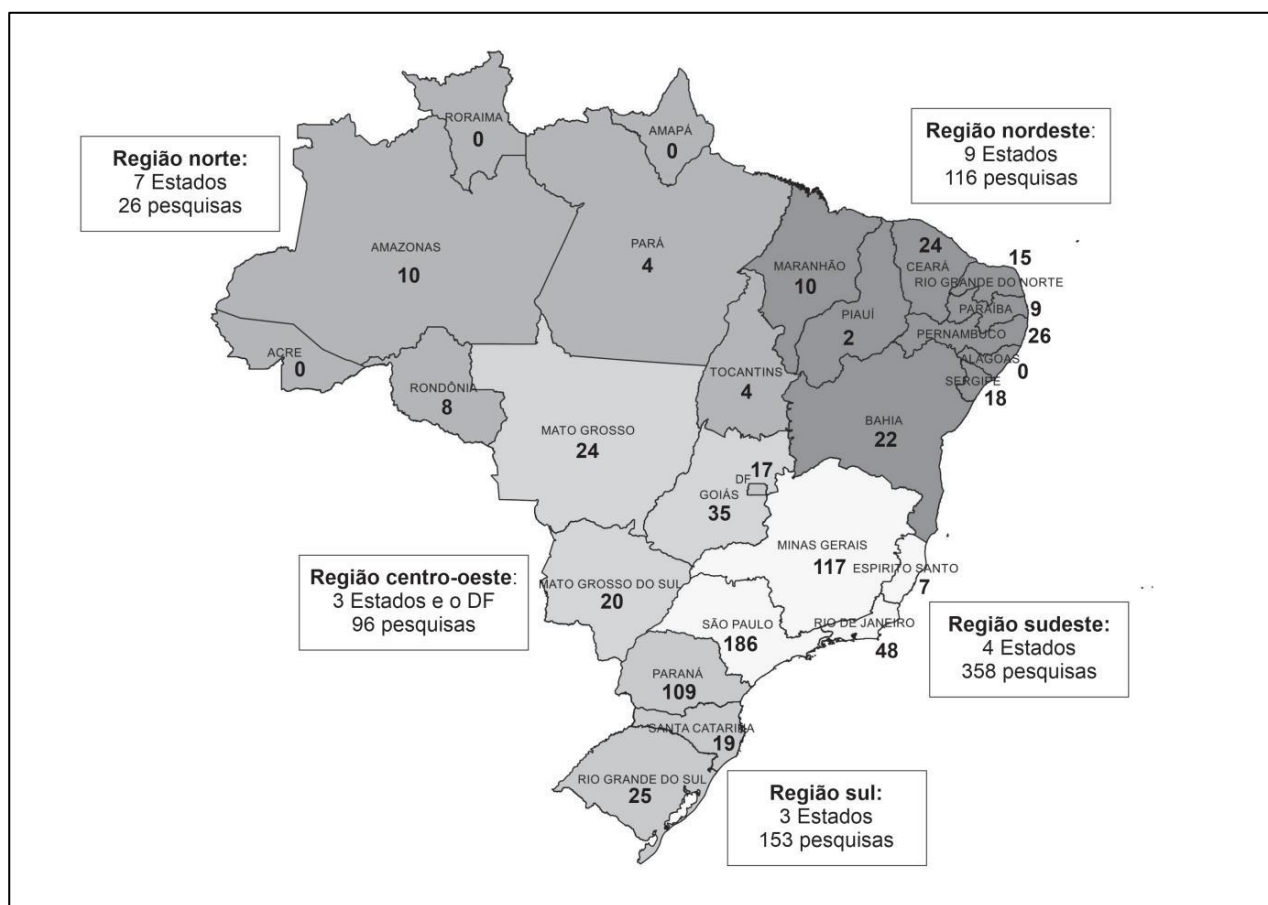 RORAIMA
0
AMAPÁ
0
Região norte:
7 Estados
26 pesquisas
Região nordeste:
9 Estados
116 pesquisas
AMAZONAS
10
PARÁ
4
MARANHÃO
10
CEARÁ
24
RIO GRANDE DO NORTE
15
PIAUÍ
2
PARAÍBA
9
PERNAMBUCO
26
ALAGOAS
0
SERGIPE
18
ACRE
0
RONDÔNIA
8
TOCANTINS
4
BAHIA
22
MATO GROSSO
24
DF
17
GOIÁS
35
MINAS GERAIS
117
ESPIRITO SANTO
7
Região centro-oeste:
3 Estados e o DF
96 pesquisas
MATO GROSSO DO SUL
20
SÃO PAULO
186
RIO DE JANEIRO
48
Região sudeste:
4 Estados
358 pesquisas
PARANÁ
109
SANTA CATARINA
19
RIO GRANDE DO SUL
25
Região sul:
3 Estados
153 pesquisas